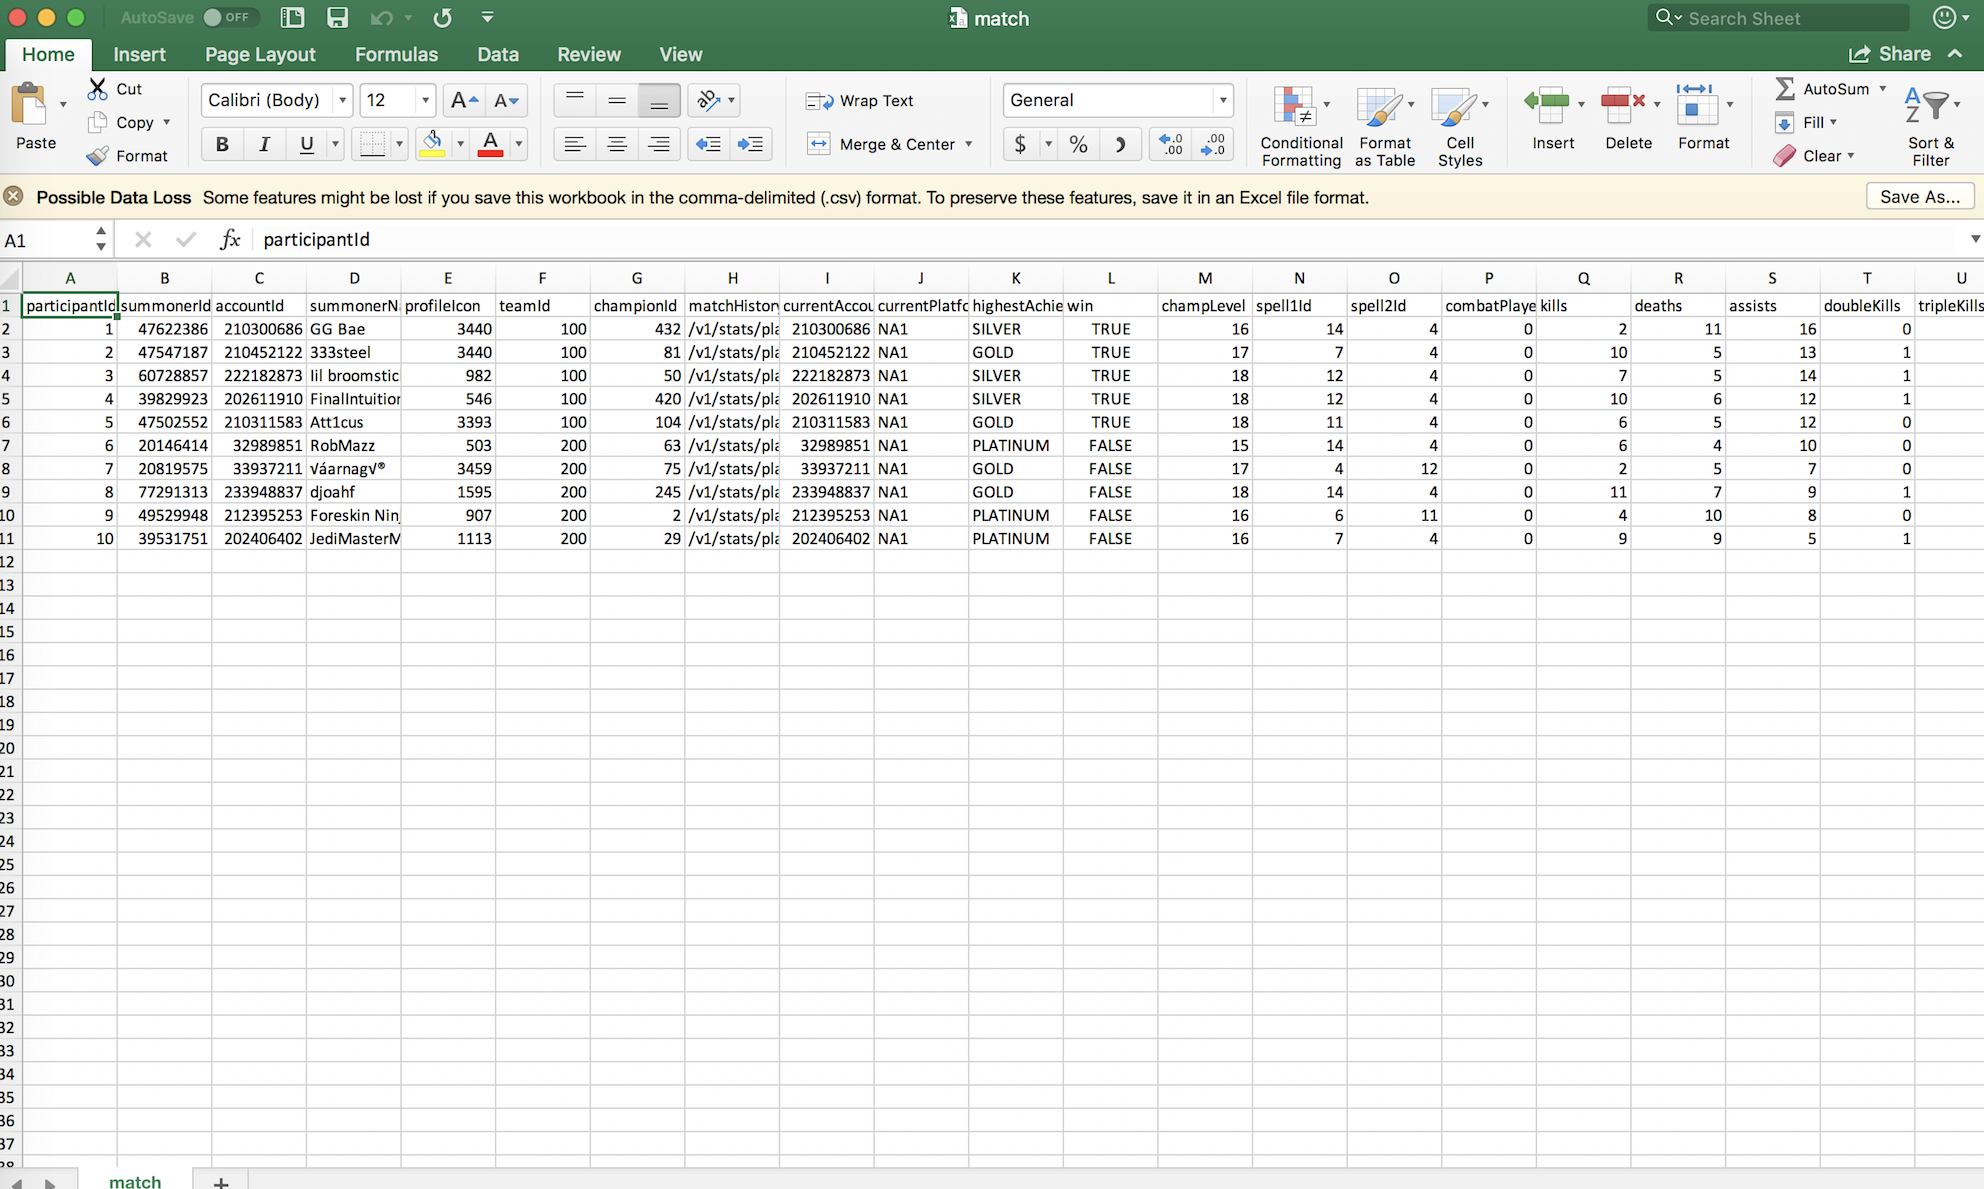 AutoSave OFF match Search Sheet
Home Insert Page Layout Formulas Data Review View Share
Paste Cut Copy Format
Calibri (Body) 12 A A
B I U A
ab Wrap Text
Merge & Center
General
$ % .0 .00 .00 .0
Conditional Formatting Format as Table Cell Styles Insert Delete Format
AutoSum Fill Clear
A Z Sort & Filter
Possible Data Loss Some features might be lost if you save this workbook in the comma-delimited (.csv) format. To preserve these features, save it in an Excel file format. Save As...
A1 fx participantId
A B C D E F G H I J K L M N O P Q R S T U
1 participantId summonerId accountId summonerNa profileIcon teamId championId matchHistory currentAccou currentPlatfo highestAchie win champLevel spell1Id spell2Id combatPlaye kills deaths assists doubleKills tripleKills
2 1 47622386 210300686 GG Bae 3440 100 432 /v1/stats/pla 210300686 NA1 SILVER TRUE 16 14 4 0 2 11 16 0
3 2 47547187 210452122 333steel 3440 100 81 /v1/stats/pla 210452122 NA1 GOLD TRUE 17 7 4 0 10 5 13 1
4 3 60728857 222182873 lil broomstic 982 100 50 /v1/stats/pla 222182873 NA1 SILVER TRUE 18 12 4 0 7 5 14 1
5 4 39829923 202611910 FinalIntuition 546 100 420 /v1/stats/pla 202611910 NA1 SILVER TRUE 18 12 4 0 10 6 12 1
6 5 47502552 210311583 Att1cus 3393 100 104 /v1/stats/pla 210311583 NA1 GOLD TRUE 18 11 4 0 6 5 12 0
7 6 20146414 32989851 RobMazz 503 200 63 /v1/stats/pla 32989851 NA1 PLATINUM FALSE 15 14 4 0 6 4 10 0
8 7 20819575 33937211 √áarnag√® 3459 200 75 /v1/stats/pla 33937211 NA1 GOLD FALSE 17 4 12 0 2 5 7 0
9 8 77291313 233948837 djoahf 1595 200 245 /v1/stats/pla 233948837 NA1 GOLD FALSE 18 14 4 0 11 7 9 1
10 9 49529948 212395253 Foreskin Nin 907 200 2 /v1/stats/pla 212395253 NA1 PLATINUM FALSE 16 6 11 0 4 10 8 0
11 10 39531751 202406402 JediMasterM 1113 200 29 /v1/stats/pla 202406402 NA1 PLATINUM FALSE 16 7 4 0 9 9 5 1
12
13
14
15
16
17
18
19
20
21
22
23
24
25
26
27
28
29
30
31
32
33
34
35
36
37
38
match +